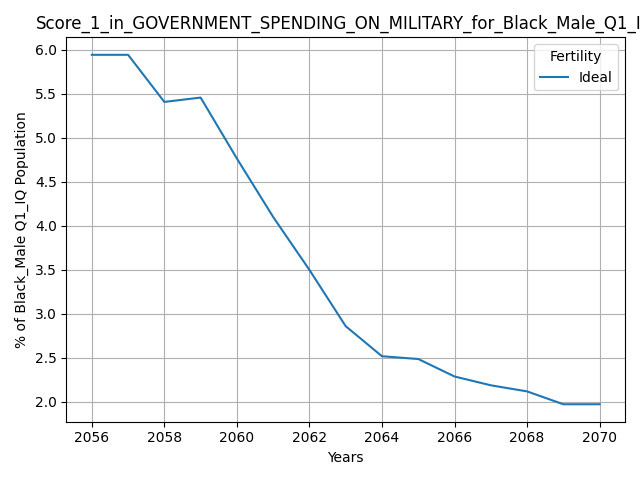 Score_1_in_GOVERNMENT_SPENDING_ON_MILITARY_for_Black_Male_Q1_I
Fertility
Ideal
% of Black_Male Q1_IQ Population
6.0
5.5
5.0
4.5
4.0
3.5
3.0
2.5
2.0
2056 2058 2060 2062 2064 2066 2068 2070
Years